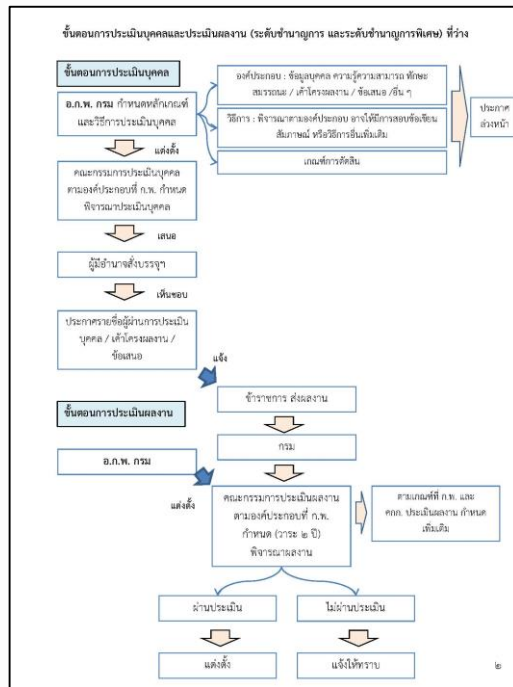 ขั้นตอนการประเมินบุคคลและประเมินผลงาน (ระดับชำนาญการ และระดับชำนาญการพิเศษ) ที่ว่าง
ขั้นตอนการประเมินบุคคล
อ.ก.พ. กรม กำหนดหลักเกณฑ์
และวิธีการประเมินบุคคล
องค์ประกอบ : ข้อมูลบุคคล ความรู้ความสามารถ ทักษะ
สมรรถนะ / เค้าโครงผลงาน / ข้อเสนอ /อื่น ๆ
วิธีการ : พิจารณาตามองค์ประกอบ อาจให้มีการสอบข้อเขียน
สัมภาษณ์ หรือวิธีการอื่นเพิ่มเติม
เกณฑ์การตัดสิน
ประกาศ
ล่วงหน้า
แต่งตั้ง
คณะกรรมการประเมินบุคคล
ตามองค์ประกอบที่ ก.พ. กำหนด
พิจารณาประเมินบุคคล
เสนอ
ผู้มีอำนาจสั่งบรรจุฯ
เห็นชอบ
ประกาศรายชื่อผู้ผ่านการประเมิน
บุคคล / เค้าโครงผลงาน /
ข้อเสนอ
แจ้ง
ข้าราชการ ส่งผลงาน
ขั้นตอนการประเมินผลงาน
กรม
อ.ก.พ. กรม
แต่งตั้ง
คณะกรรมการประเมินผลงาน
ตามองค์ประกอบที่ ก.พ.
กำหนด (วาระ ๒ ปี)
พิจารณาผลงาน
ตามเกณฑ์ที่ ก.พ. และ
คกก. ประเมินผลงาน กำหนด
เพิ่มเติม
ผ่านประเมิน
ไม่ผ่านประเมิน
แต่งตั้ง
แจ้งให้ทราบ
๒